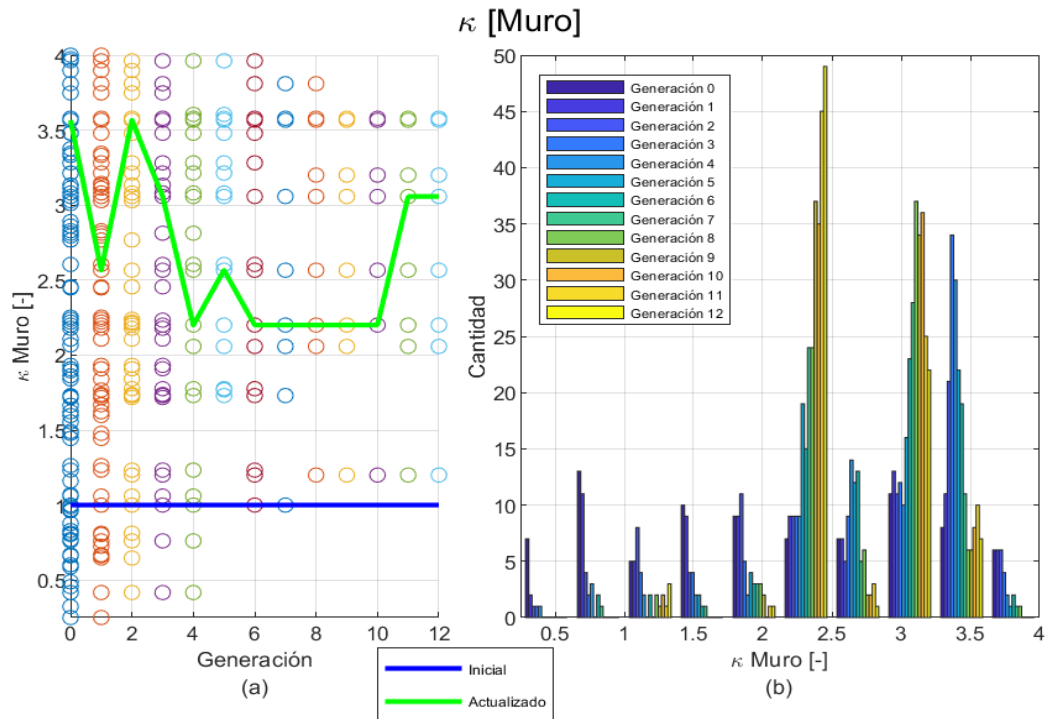 κ [Muro]
4
3.5
3
2.5
2
1.5
1
0.5
κ Muro [-]
0
2
4
6
8
10
12
Generación
(a)
50
45
40
35
30
25
20
15
10
5
0
Cantidad
Generación 0
Generación 1
Generación 2
Generación 3
Generación 4
Generación 5
Generación 6
Generación 7
Generación 8
Generación 9
Generación 10
Generación 11
Generación 12
0.5
1
1.5
2
2.5
3
3.5
4
κ Muro [-]
(b)
Inicial
Actualizado